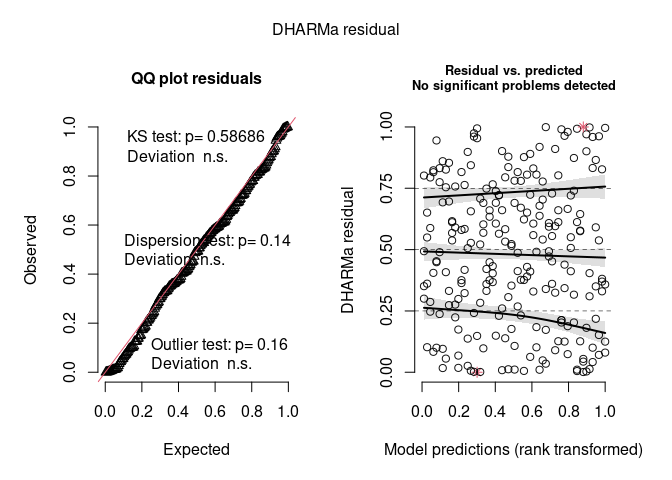 DHARMa residual
QQ plot residuals
KS test: p= 0.58686
Deviation n.s.
Dispersion test: p= 0.14
Deviation n.s.
Outlier test: p= 0.16
Deviation n.s.
Observed
0.0 0.2 0.4 0.6 0.8 1.0
0.0 0.2 0.4 0.6 0.8 1.0
Expected
Residual vs. predicted
No significant problems detected
DHARMa residual
0.00 0.25 0.50 0.75 1.00
0.0 0.2 0.4 0.6 0.8 1.0
Model predictions (rank transformed)